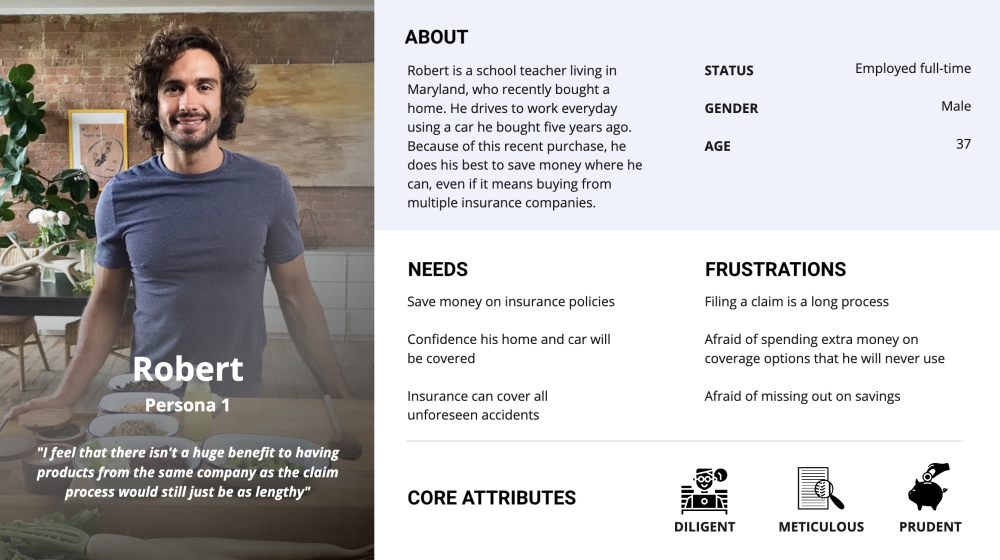 Robert
Persona 1
"I feel that there isn't a huge benefit to having
products from the same company as the claim
process would still just be as lengthy"
ABOUT
Robert is a school teacher living in
Maryland, who recently bought a
home. He drives to work everyday
using a car he bought five years ago.
Because of this recent purchase, he
does his best to save money where he
can, even if it means buying from
multiple insurance companies.
STATUS Employed full-time
GENDER Male
AGE 37
NEEDS
Save money on insurance policies
Confidence his home and car will
be covered
Insurance can cover all
unforeseen accidents
FRUSTRATIONS
Filing a claim is a long process
Afraid of spending extra money on
coverage options that he will never use
Afraid of missing out on savings
CORE ATTRIBUTES
DILIGENT
METICULOUS
PRUDENT